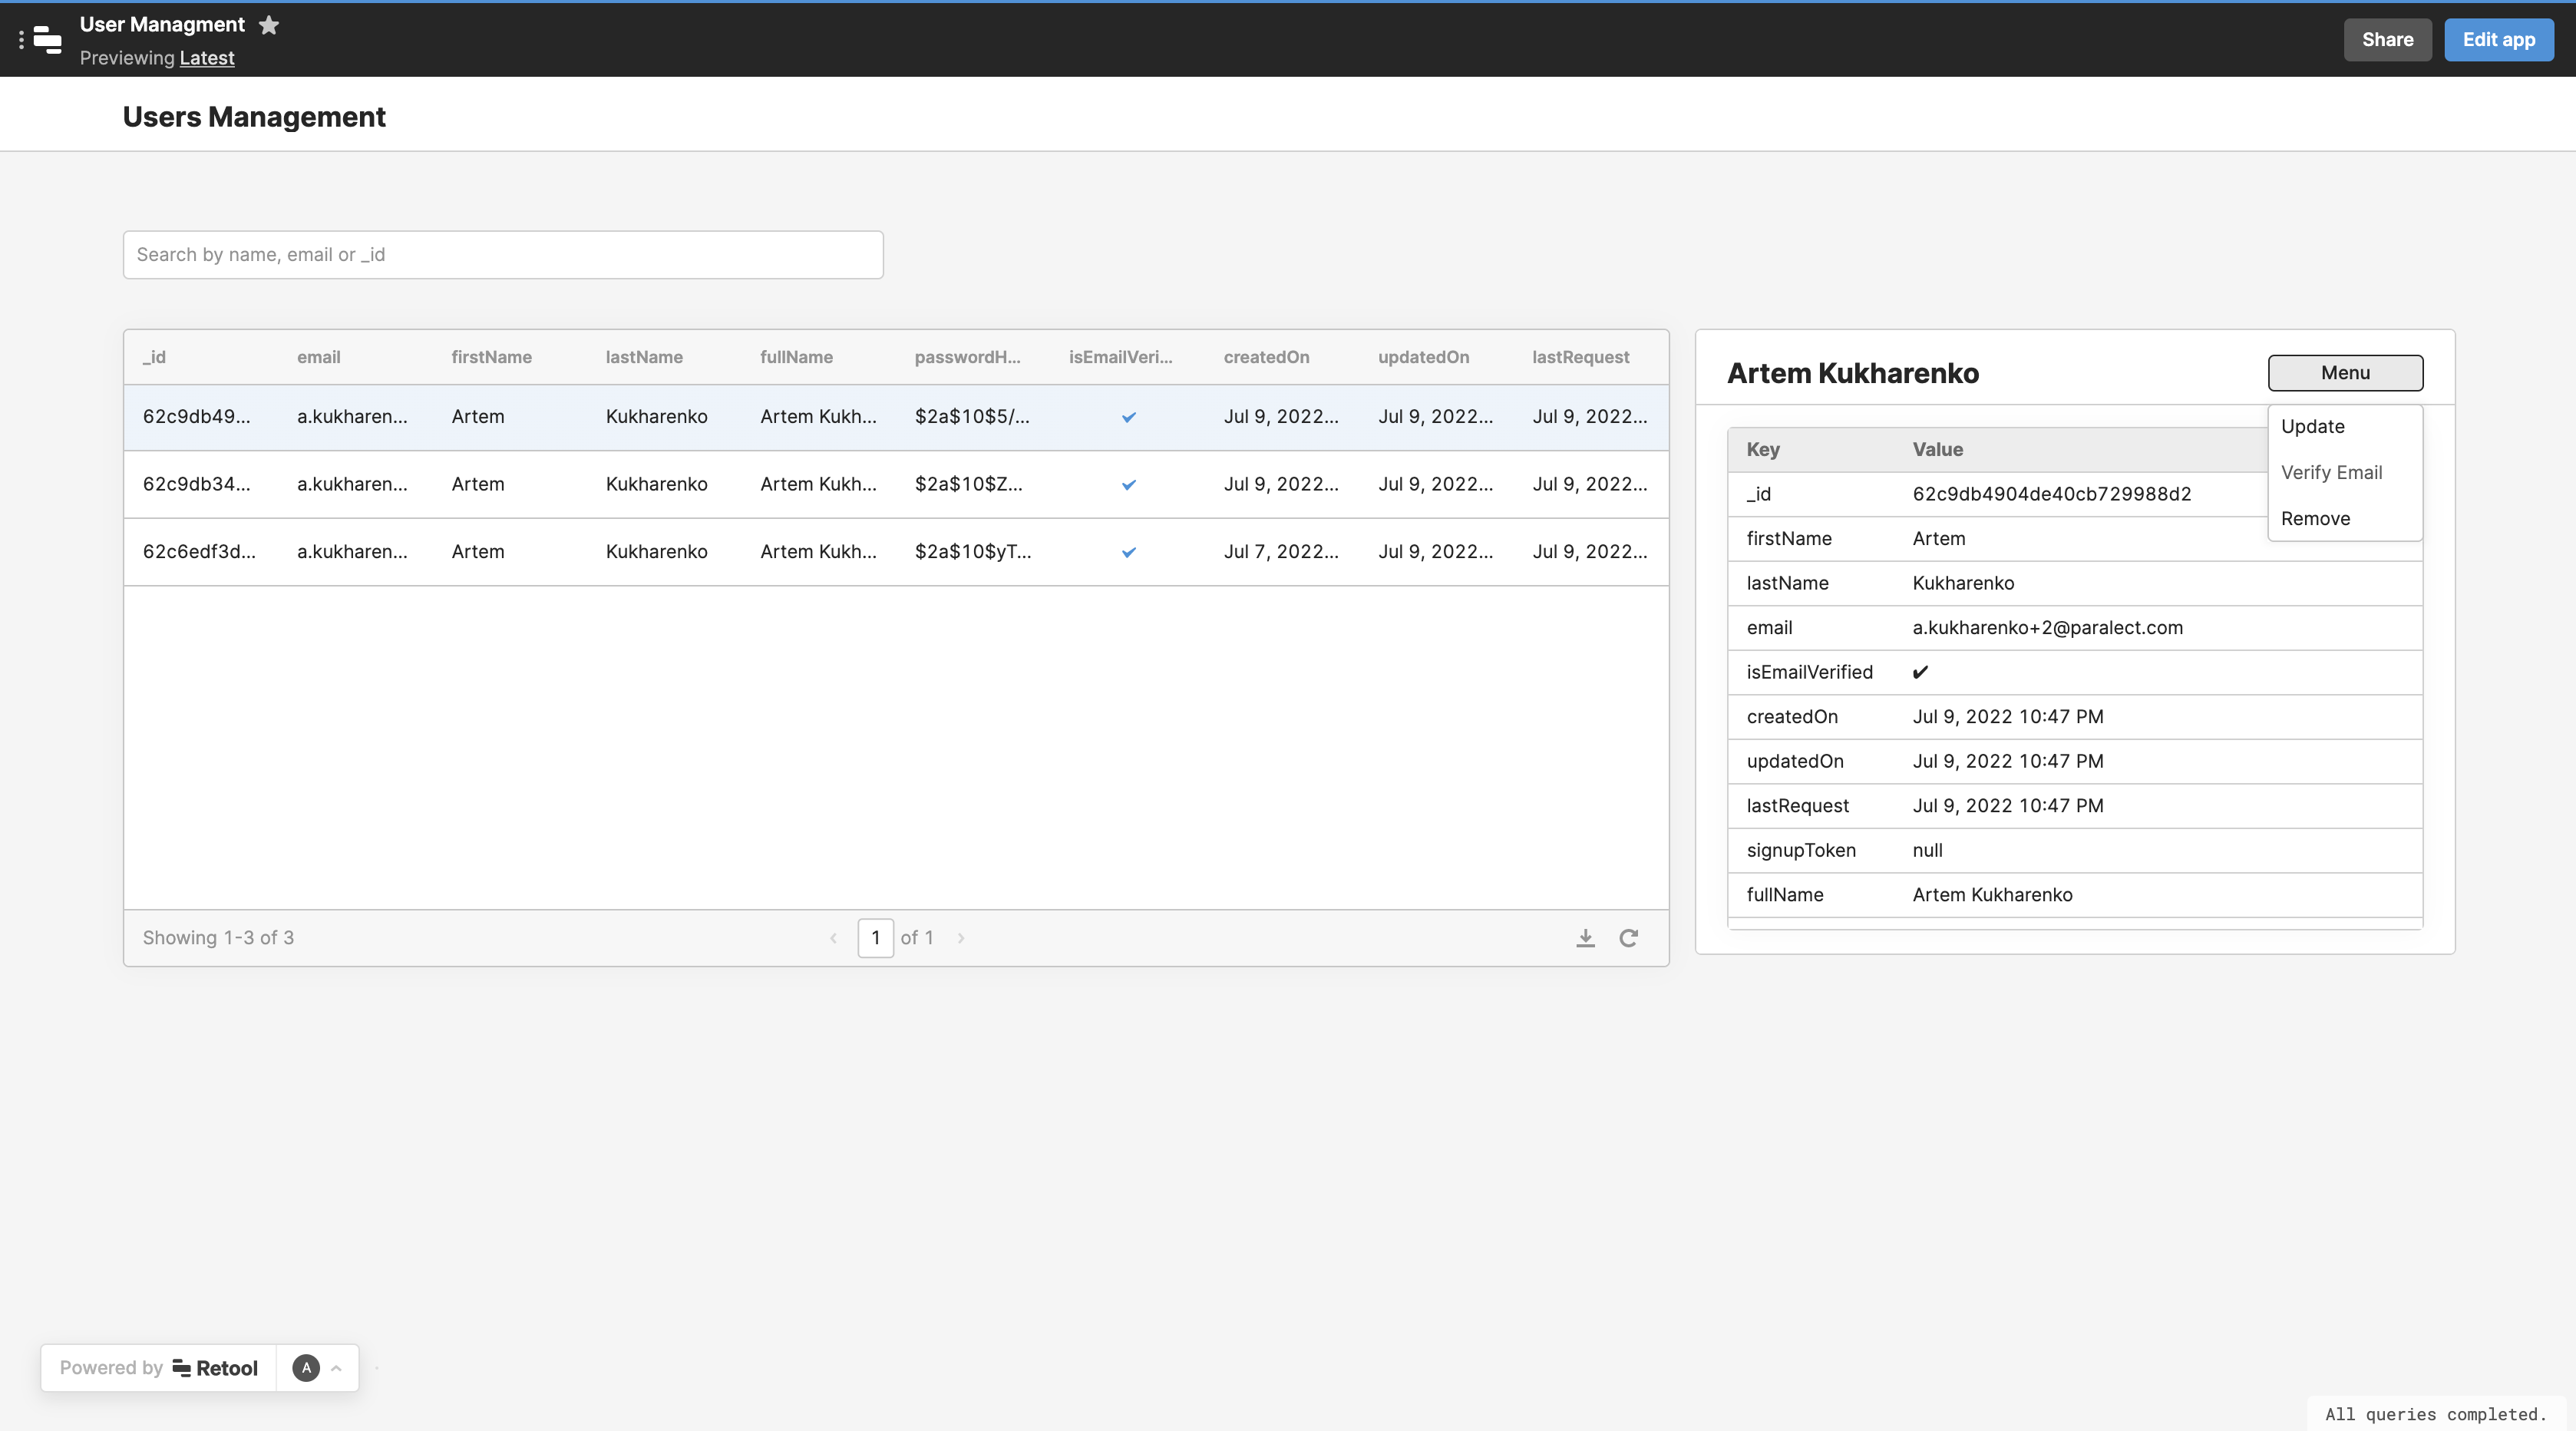 User Managment
Previewing Latest
Share
Edit app
Users Management
Search by name, email or _id
_id email firstName lastName fullName passwordH... isEmailVeri... createdOn updatedOn lastRequest
62c9db49... a.kukharen... Artem Kukharenko Artem Kukh... $2a$10$5/... Jul 9, 2022... Jul 9, 2022... Jul 9, 2022...
62c9db34... a.kukharen... Artem Kukharenko Artem Kukh... $2a$10$Z... Jul 9, 2022... Jul 9, 2022... Jul 9, 2022...
62c6edf3d... a.kukharen... Artem Kukharenko Artem Kukh... $2a$10$yT... Jul 7, 2022... Jul 9, 2022... Jul 9, 2022...
Showing 1-3 of 3
1 of 1
Artem Kukharenko
Menu
Update
Verify Email
Remove
Key Value
_id 62c9db4904de40cb729988d2
firstName Artem
lastName Kukharenko
email a.kukharenko+2@paralect.com
isEmailVerified ✔
createdOn Jul 9, 2022 10:47 PM
updatedOn Jul 9, 2022 10:47 PM
lastRequest Jul 9, 2022 10:47 PM
signupToken null
fullName Artem Kukharenko
Powered by Retool
A
All queries completed.